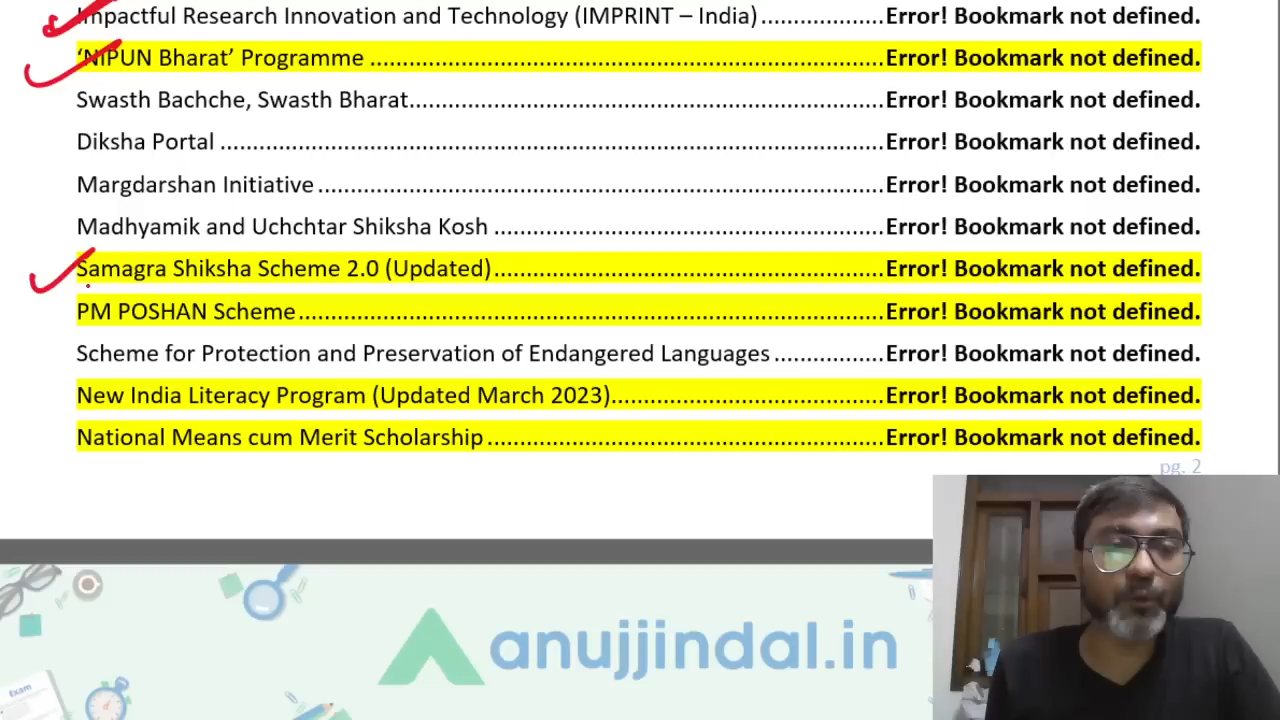 Impactful Research Innovation and Technology (IMPRINT – India)...............Error! Bookmark not defined.
‘NIPUN Bharat’ Programme ...............Error! Bookmark not defined.
Swasth Bachche, Swasth Bharat...............Error! Bookmark not defined.
Diksha Portal ...............Error! Bookmark not defined.
Margdarshan Initiative...............Error! Bookmark not defined.
Madhyamik and Uchchtar Shiksha Kosh ...............Error! Bookmark not defined.
Samagra Shiksha Scheme 2.0 (Updated)...............Error! Bookmark not defined.
PM POSHAN Scheme...............Error! Bookmark not defined.
Scheme for Protection and Preservation of Endangered Languages ...............Error! Bookmark not defined.
New India Literacy Program (Updated March 2023)...............Error! Bookmark not defined.
National Means cum Merit Scholarship...............Error! Bookmark not defined.
pg. 2
anujjindal.in
Exam